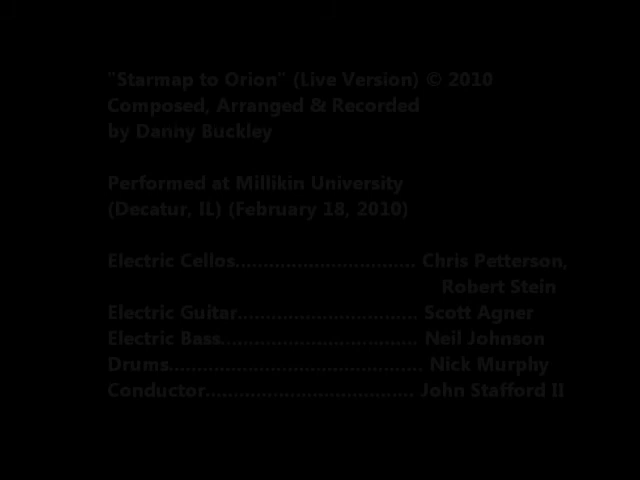 "Starmap to Orion" (Live Version) © 2010
Composed, Arranged & Recorded
by Danny Buckley
Performed at Millikin University
(Decatur, IL) (February 18, 2010)
Electric Cellos................................ Chris Petterson,
Robert Stein
Electric Guitar................................ Scott Agner
Electric Bass................................... Neil Johnson
Drums............................................. Nick Murphy
Conductor..................................... John Stafford II